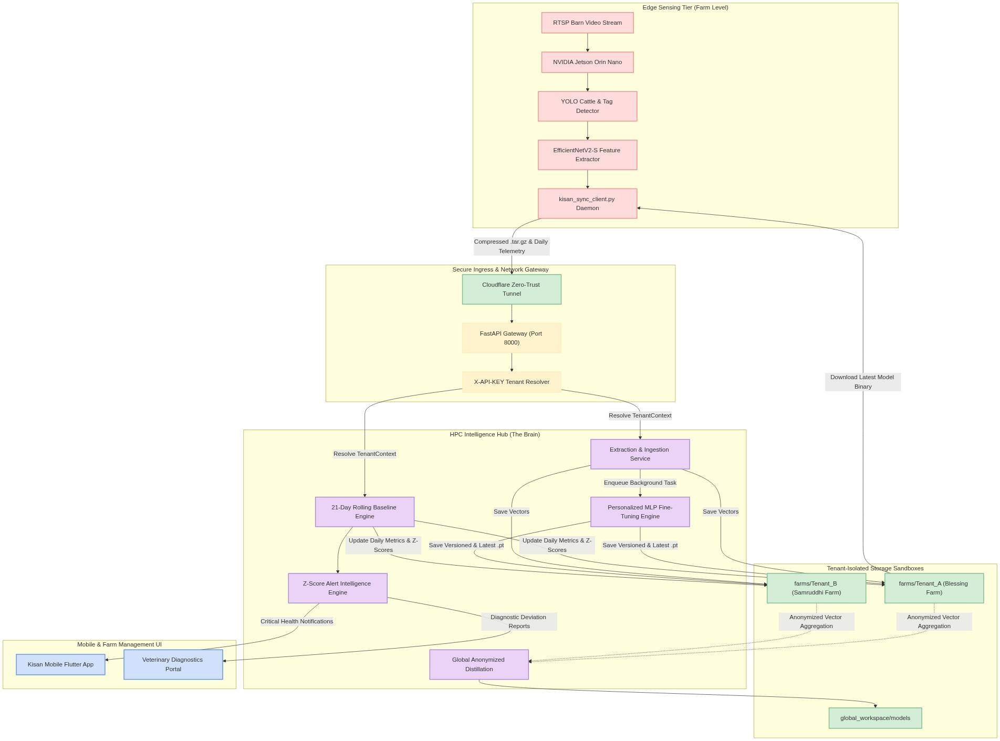 Edge Sensing Tier (Farm Level)
RTSP Barn Video Stream
NVIDIA Jetson Orin Nano
YOLO Cattle & Tag
Detector
EfficientNetV2-S Feature
Extractor
kisan_sync_client.py
Daemon
Compressed .tar.gz & Daily
Telemetry
Secure Ingress & Network Gateway
Cloudflare Zero-Trust
Tunnel
FastAPI Gateway (Port
8000)
X-API-KEY Tenant Resolver
Download Latest Model
Binary
Resolve TenantContext
Resolve TenantContext
HPC Intelligence Hub (The Brain)
Extraction & Ingestion
Service
Enqueue Background Task
21-Day Rolling Baseline
Engine
Save Vectors
Personalized MLP Fine-
Tuning Engine
Save Vectors
Update Daily Metrics & Z-
Scores
Save Versioned & Latest .pt
Update Daily Metrics & Z-
Scores
Save Versioned & Latest .pt
Z-Score Alert Intelligence
Engine
Tenant-Isolated Storage Sandboxes
farms/Tenant_B
(Samruddhi Farm)
farms/Tenant_A (Blessing
Farm)
Critical Health Notifications
Diagnostic Deviation
Reports
Anonymized Vector
Aggregation
Anonymized Vector
Aggregation
Mobile & Farm Management UI
Kisan Mobile Flutter App
Veterinary Diagnostics
Portal
Global Anonymized
Distillation
global_workspace/models